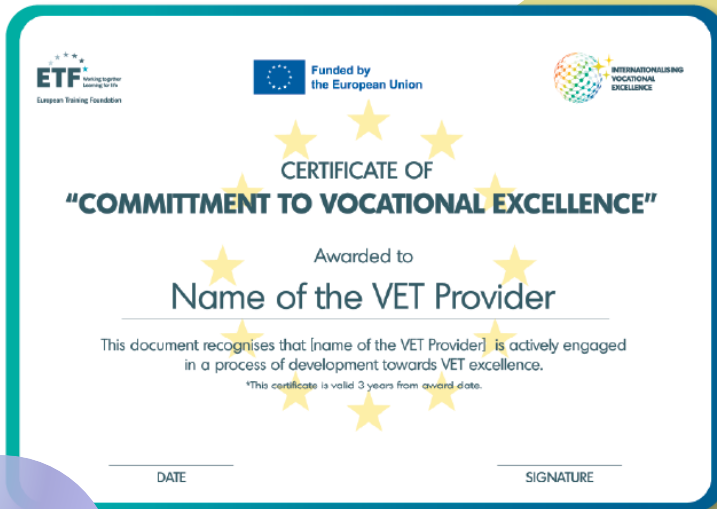 ETF
Working together
Learning for life
European Training Foundation
Funded by
the European Union
INTERNATIONALISING
VOCATIONAL
EXCELLENCE
CERTIFICATE OF
“COMMITTMENT TO VOCATIONAL EXCELLENCE”
Awarded to
Name of the VET Provider
This document recognises that [name of the VET Provider] is actively engaged
in a process of development towards VET excellence.
*This certificate is valid 3 years from award date.
DATE
SIGNATURE